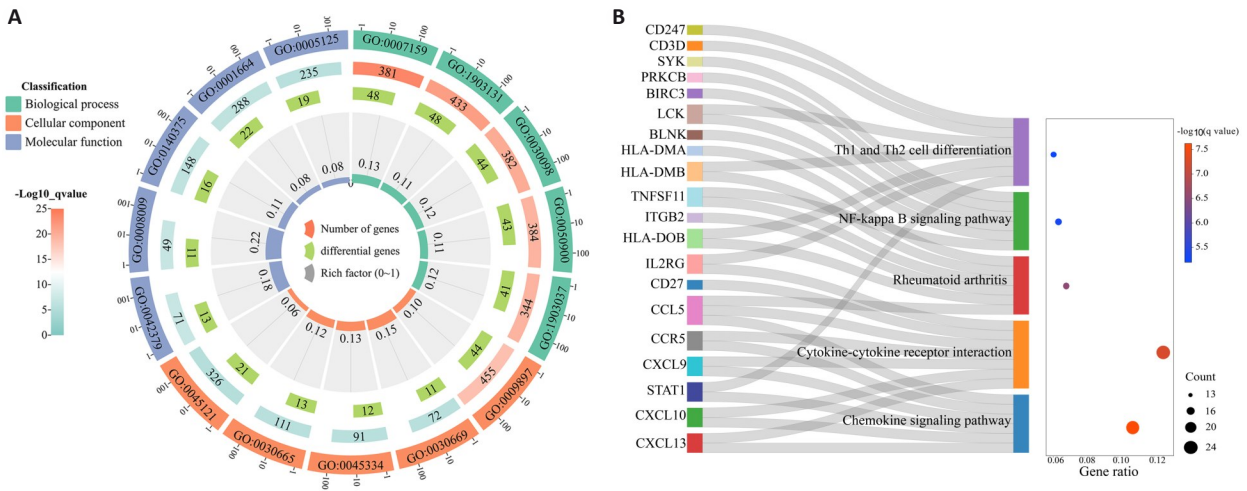 A
Classification
Biological process
Cellular component
Molecular function
-Log10_qvalue
25
20
15
10
5
0
GO:0007159
GO:1903131
GO:0030098
GO:0050900
GO:1903037
GO:0009897
GO:0030669
GO:0045334
GO:0030665
GO:0045121
GO:0042379
GO:0008009
GO:0140375
GO:0001664
GO:0005125
381
433
382
384
344
455
72
91
111
326
71
49
148
288
235
48
48
44
43
41
44
11
12
13
21
13
11
16
22
19
0.13
0.11
0.12
0.11
0.12
0.10
0.15
0.13
0.12
0.06
0.18
0.22
0.11
0.08
0.08
0
Number of genes
differential genes
Rich factor (0~1)
1
10
100
B
CD247
CD3D
SYK
PRKCB
BIRC3
LCK
BLNK
HLA-DMA
HLA-DMB
TNFSF11
ITGB2
HLA-DOB
IL2RG
CD27
CCL5
CCR5
CXCL9
STAT1
CXCL10
CXCL13
Th1 and Th2 cell differentiation
NF-kappa B signaling pathway
Rheumatoid arthritis
Cytokine-cytokine receptor interaction
Chemokine signaling pathway
0.06 0.08 0.10 0.12
Gene ratio
-log10(q value)
7.5
7.0
6.5
6.0
5.5
Count
13
16
20
24